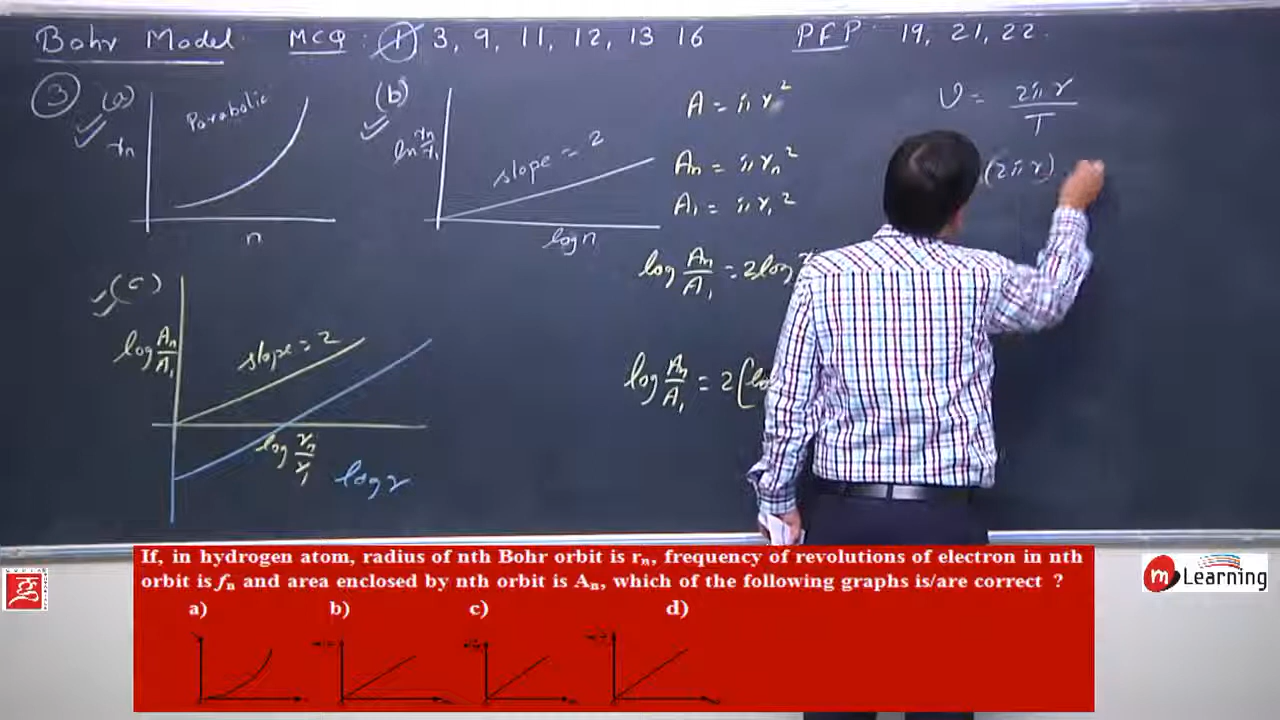 Bohr Model MCQ : 1, 3, 9, 11, 12, 13 16 PFP 19, 21, 22.
3 (a) Parabolic
rn
n
(b) slope = 2
ln rn/r1
log n
A = πr²
An = πrn²
A1 = πr1²
log An/A1 = 2log
log An/A1 = 2(lo
υ = 2πr/T
(2πr)
(c) slope = 2
log An/A1
log rn/r1
log r
If, in hydrogen atom, radius of nth Bohr orbit is rn, frequency of revolutions of electron in nth
orbit is fn and area enclosed by nth orbit is An, which of the following graphs is/are correct ?
a) b) c) d)
m Learning